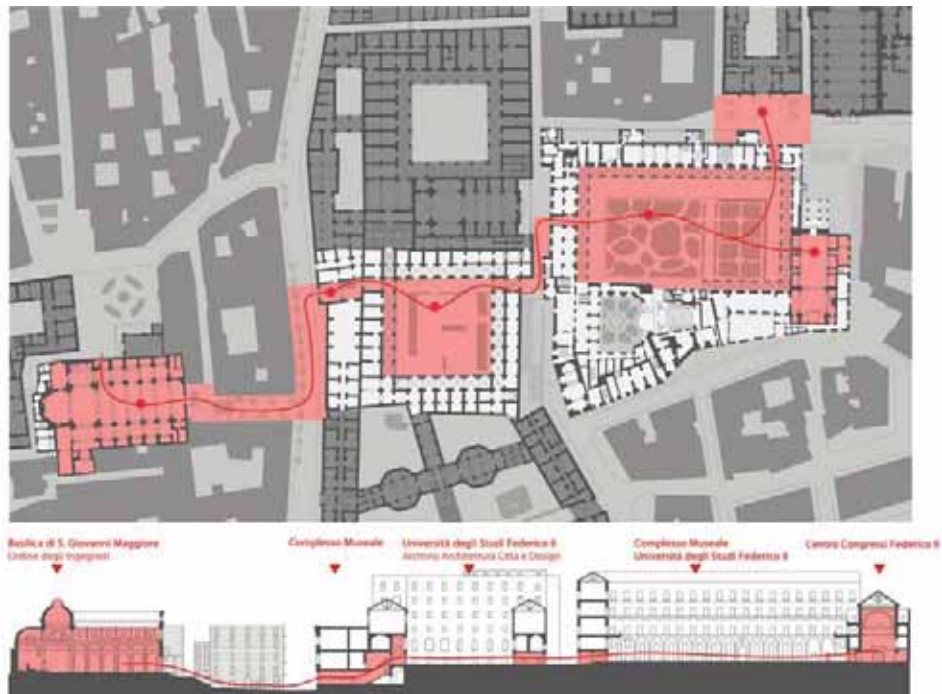 Basilica di S. Giovanni Maggiore
Ordine degli Ingegneri
Complesso Museale
Università degli Studi Federico II
Archivio Architettura Città e Design
Complesso Museale
Università degli Studi Federico II
Centro Congressi Federico II